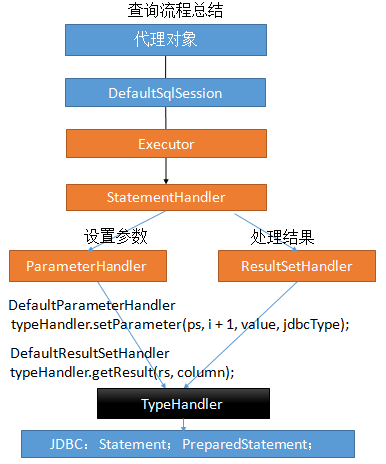 查询流程总结
代理对象
DefaultSqlSession
Executor
StatementHandler
设置参数
处理结果
ParameterHandler
ResultSetHandler
DefaultParameterHandler
typeHandler.setParameter(ps, i + 1, value, jdbcType);
DefaultResultSetHandler
typeHandler.getResult(rs, column);
TypeHandler
JDBC：Statement；PreparedStatement；